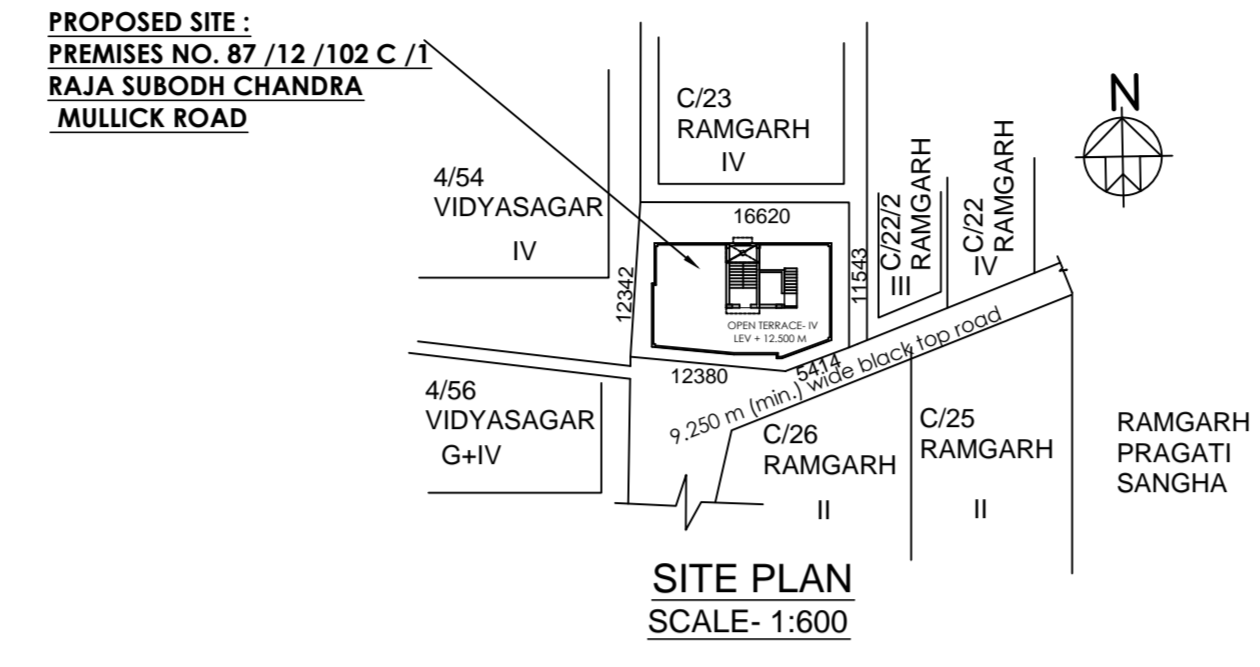 PROPOSED SITE :
PREMISES NO. 87 /12 /102 C /1
RAJA SUBODH CHANDRA
MULLICK ROAD
N
C/23
RAMGARH
IV
4/54
VIDYASAGAR
IV
C/22/2
RAMGARH
III
C/22
RAMGARH
IV
16620
12342
11543
OPEN TERRACE- IV
LEV + 12.500 M
12380
5414
9.250 m (min.) wide black top road
4/56
VIDYASAGAR
G+IV
C/26
RAMGARH
II
C/25
RAMGARH
II
RAMGARH
PRAGATI
SANGHA
SITE PLAN
SCALE- 1:600